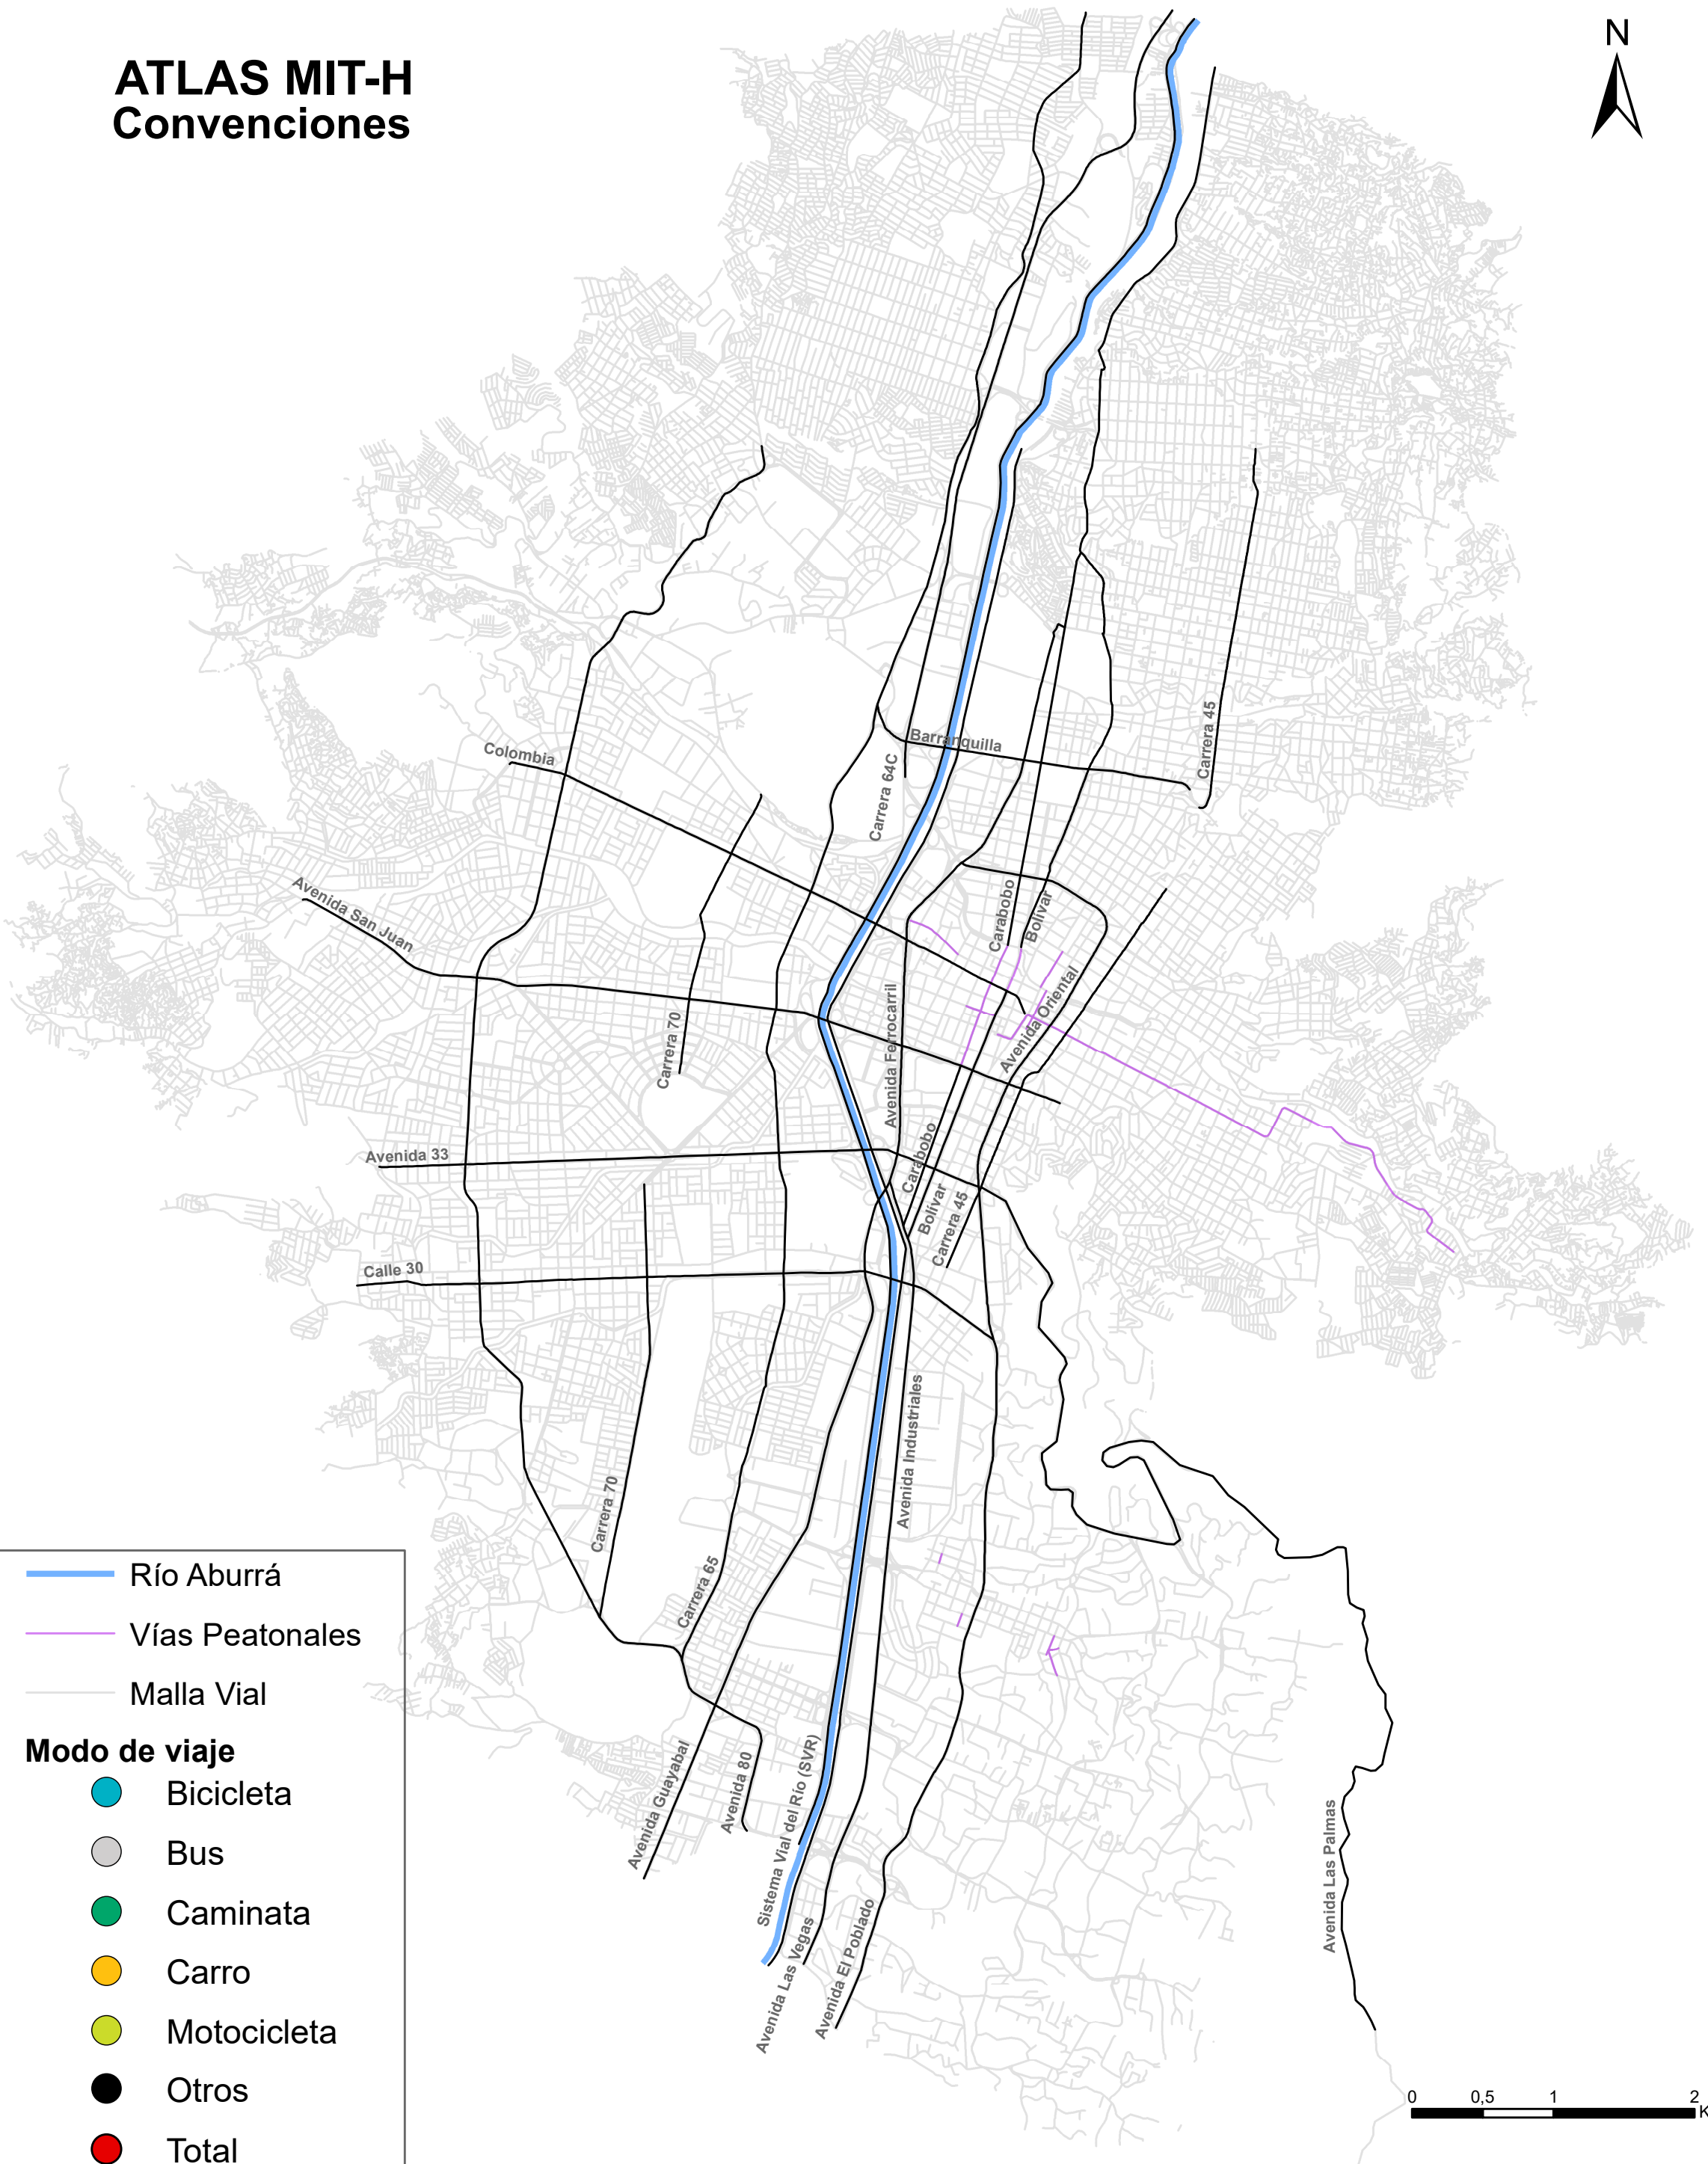 ATLAS MIT-H
Convenciones
N
Colombia
Barranquilla
Carrera 45
Carrera 64C
Avenida San Juan
Carabobo
Bolívar
Avenida Oriental
Avenida Ferrocarril
Carrera 70
Avenida 33
Carabobo
Bolívar
Carrera 45
Calle 30
Avenida Industriales
Carrera 70
Carrera 65
Avenida Guayabal
Avenida 80
Sistema Vial del Río (SVR)
Avenida Las Vegas
Avenida El Poblado
Avenida Las Palmas
Río Aburrá
Vías Peatonales
Malla Vial
Modo de viaje
Bicicleta
Bus
Caminata
Carro
Motocicleta
Otros
Total
0 0,5 1 2
K